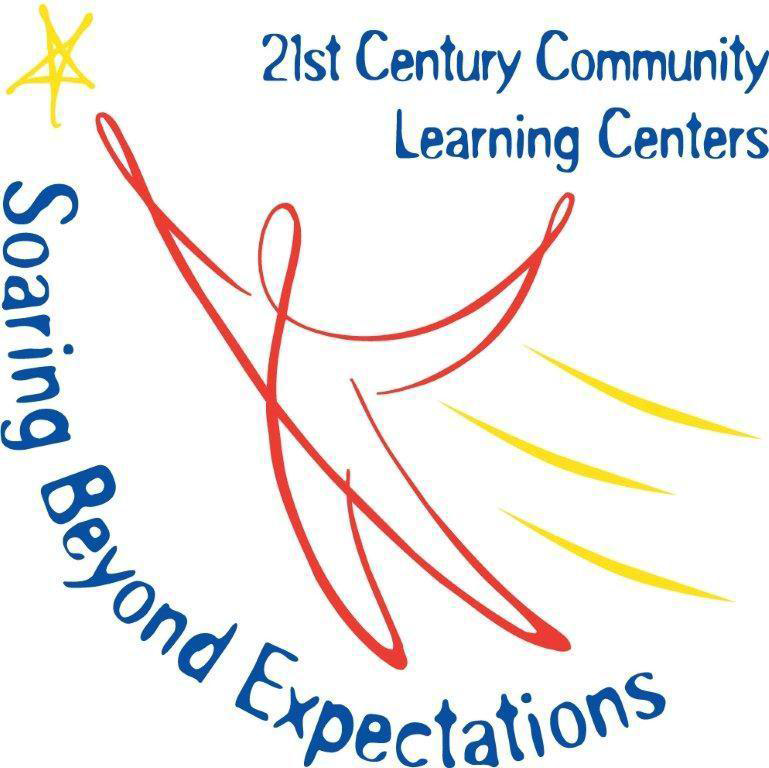 21st Century Community
Learning Centers
Soaring Beyond Expectations